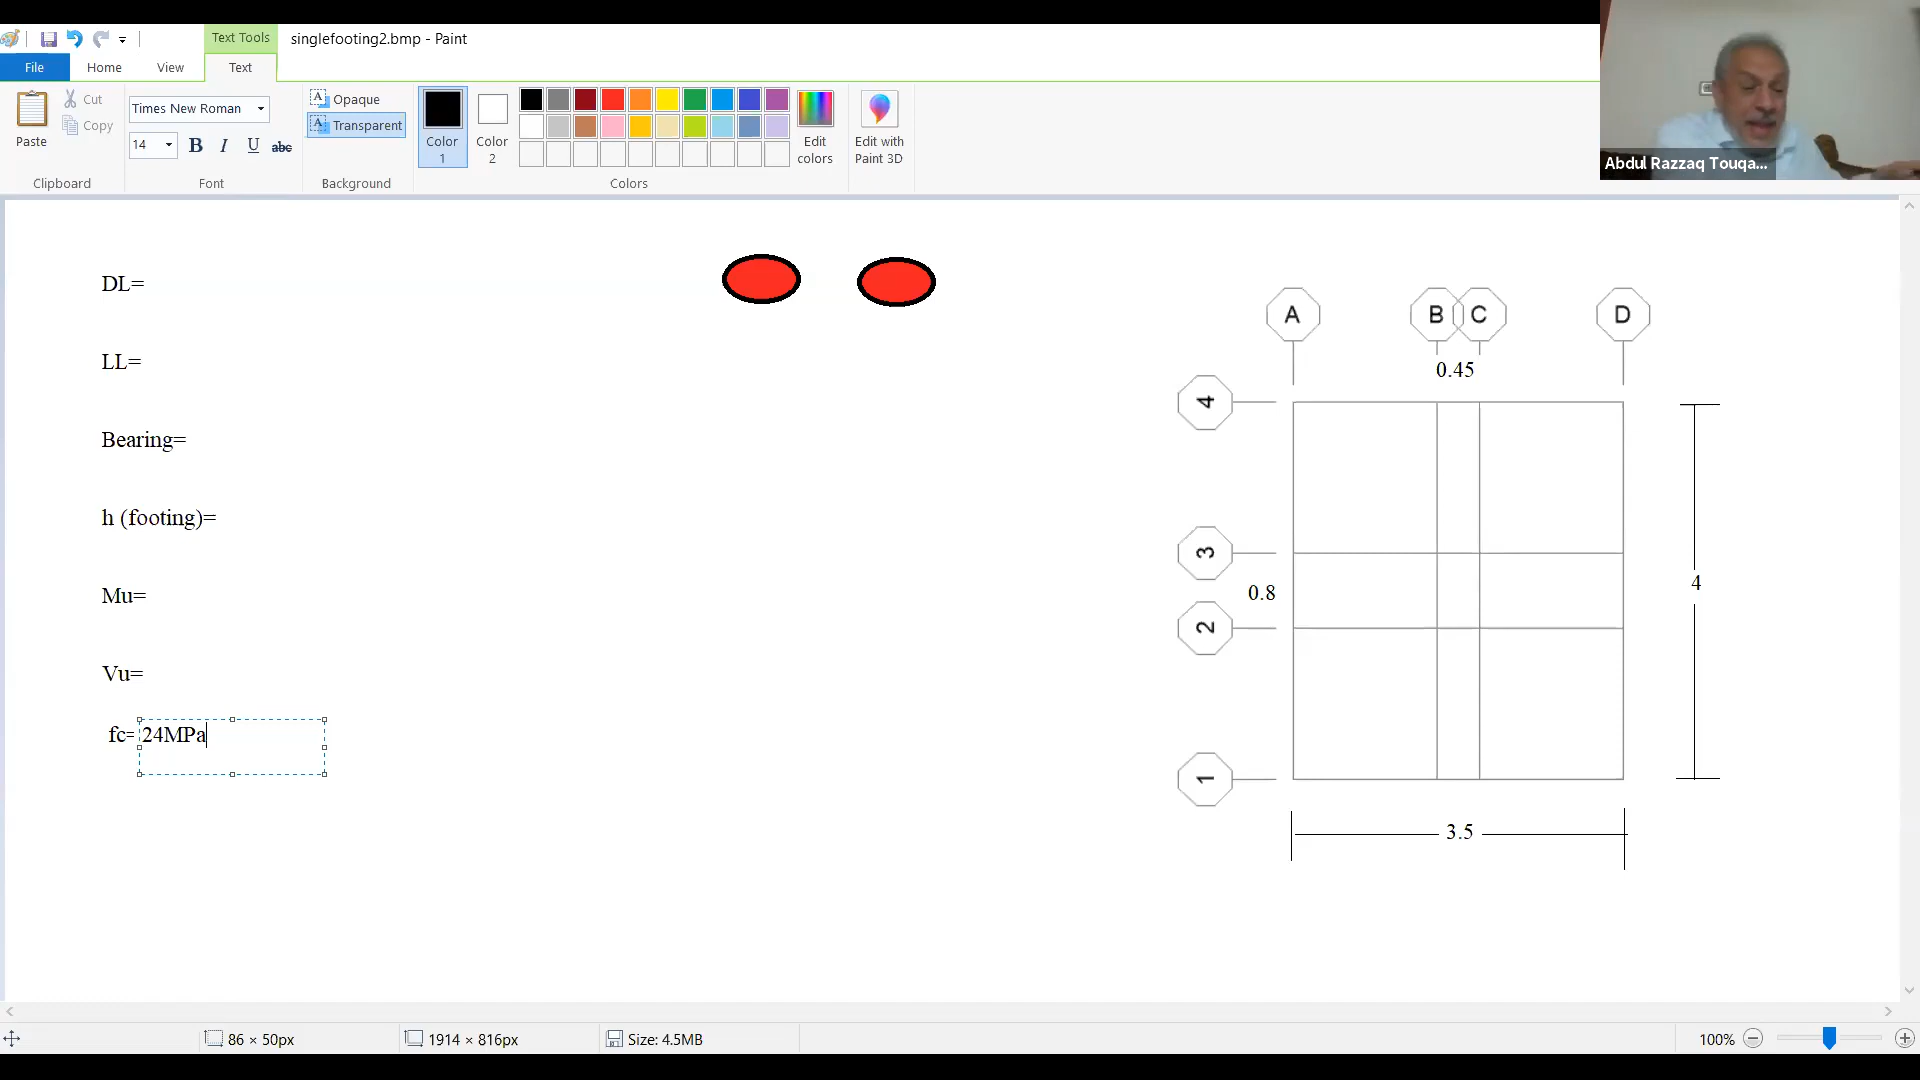 Text Tools
singlefooting2.bmp - Paint
File
Home
View
Text
Paste
Cut
Copy
Clipboard
Times New Roman
14
B
I
U
abc
Font
Opaque
Transparent
Background
Color 1
Color 2
Edit colors
Colors
Edit with Paint 3D
Abdul Razzaq Touqa...
DL=
LL=
Bearing=
h (footing)=
Mu=
Vu=
fc= 24MPa
A
B
C
D
0.45
4
3
0.8
2
1
4
3.5
86 × 50px
1914 × 816px
Size: 4.5MB
100%